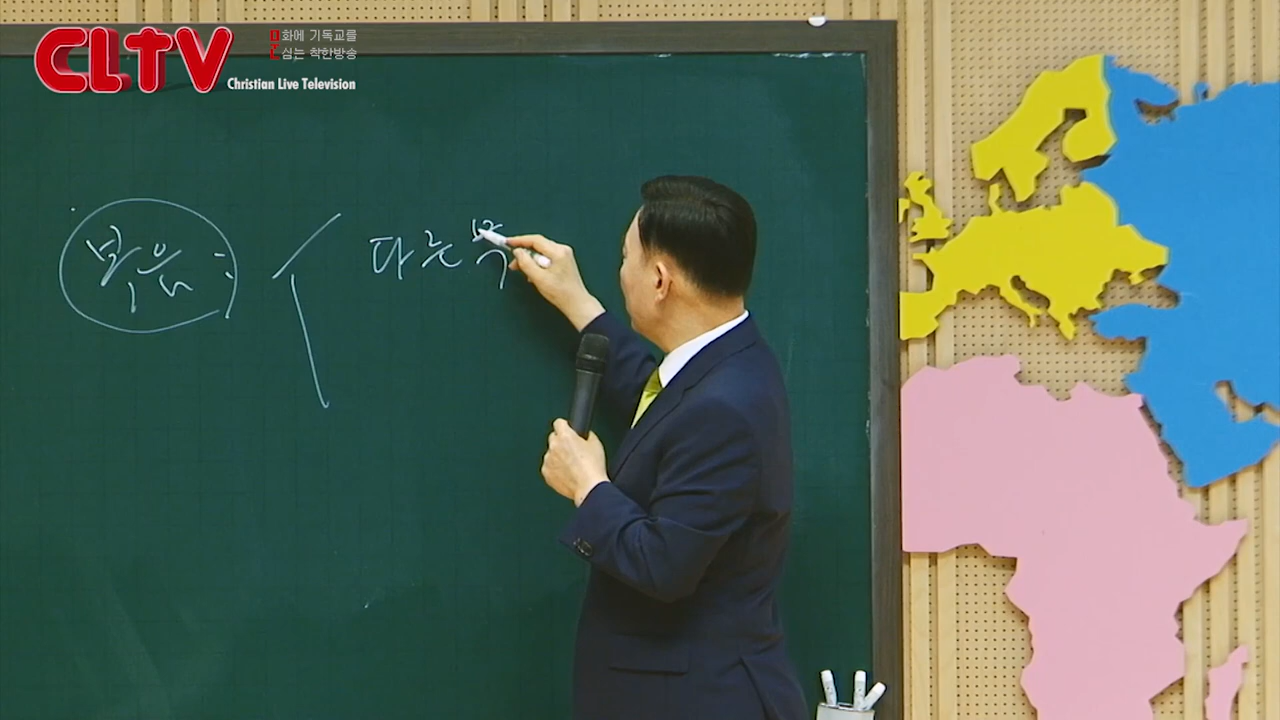 CLTV
문화에 기독교를
심는 착한방송
Christian Live Television
복음 :
다른 복